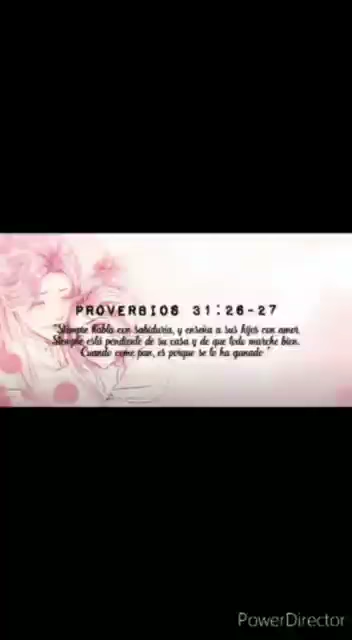 PROVERBIOS 31:26-27
"Siempre habla con sabiduría, y enseña a sus hijos con amor.
Siempre está pendiente de su casa y de que todo marche bien.
Cuando come pan, es porque se lo ha ganado"
PowerDirector